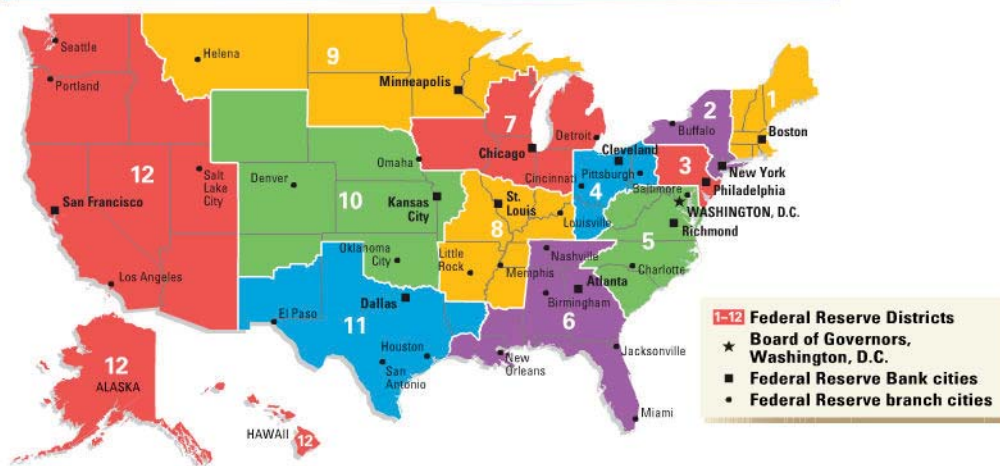 Seattle
Portland
Helena
9
Minneapolis
7
Chicago
Detroit
2
Buffalo
1
Boston
New York
Cleveland
Pittsburgh
3
Philadelphia
Cincinnati
4
Baltimore
WASHINGTON, D.C.
Richmond
12
San Francisco
Salt
Lake
City
Los Angeles
Denver
10
Omaha
Kansas
City
Oklahoma
City
St.
Louis
8
Louisville
Little
Rock
Memphis
5
Charlotte
Nashville
Atlanta
Birmingham
6
Jacksonville
New
Orleans
Miami
Dallas
El Paso
11
Houston
San
Antonio
12
ALASKA
HAWAII
12
1–12 Federal Reserve Districts
Board of Governors,
Washington, D.C.
Federal Reserve Bank cities
Federal Reserve branch cities